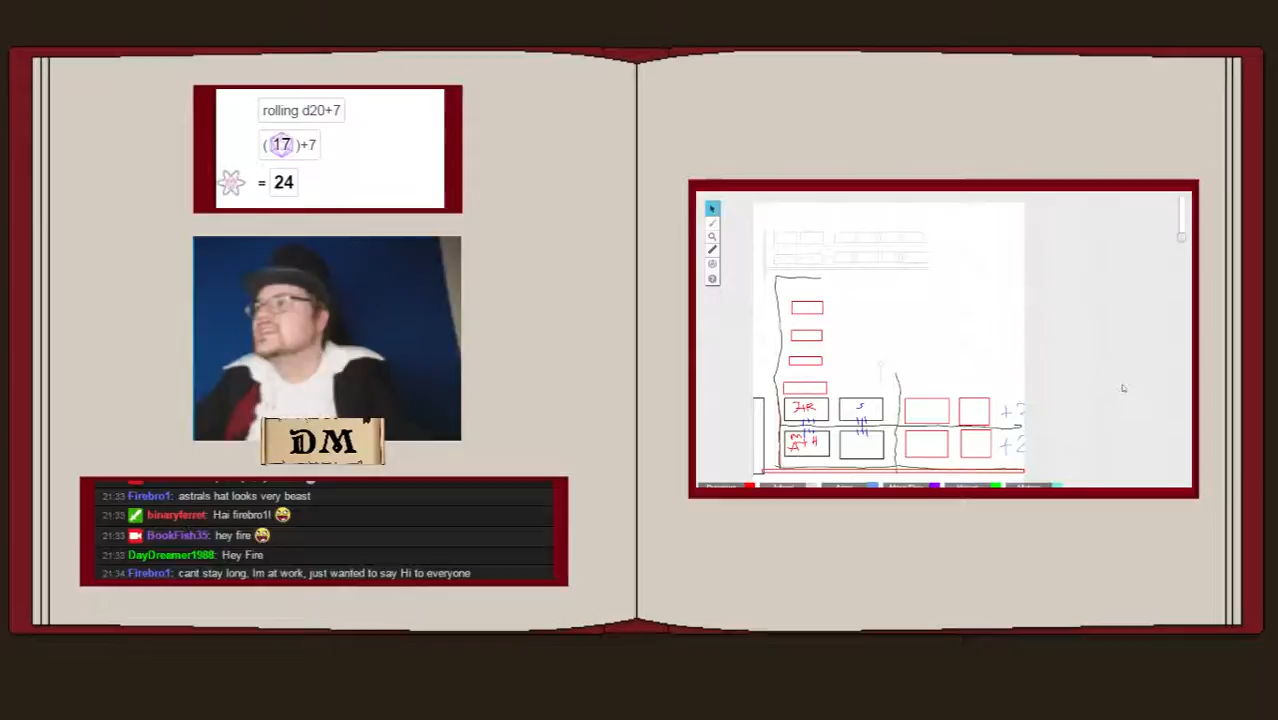 rolling d20+7
(17)+7
= 24
DM
21:33 Firebro1: astrals hat looks very beast
21:33 binaryferret: Hai firebro1!
21:33 BookFish35: hey fire
21:33 DayDreamer1988: Hey Fire
21:34 Firebro1: cant stay long, Im at work, just wanted to say Hi to everyone
S
+2